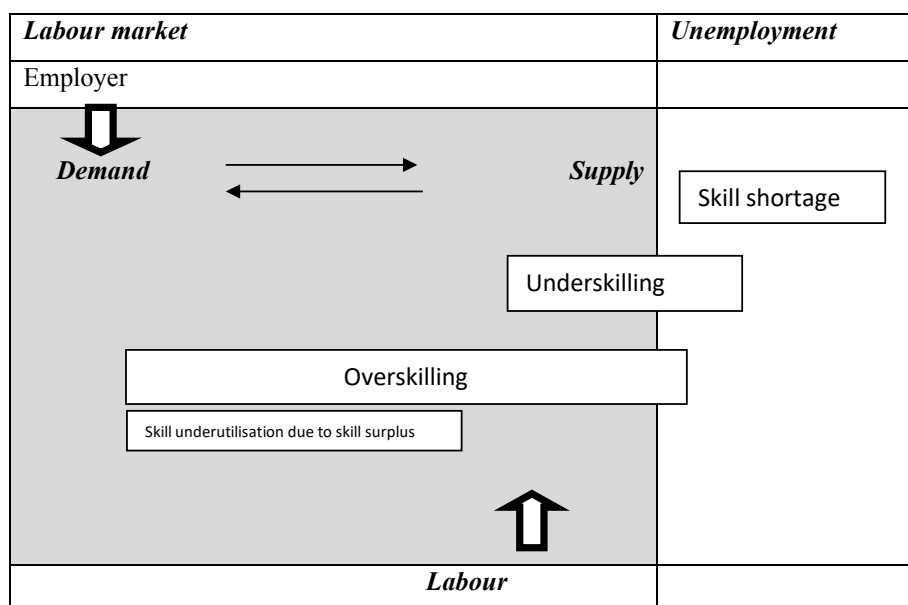 Labour market
Unemployment
Employer
Demand
Supply
Skill shortage
Underskilling
Overskilling
Skill underutilisation due to skill surplus
Labour